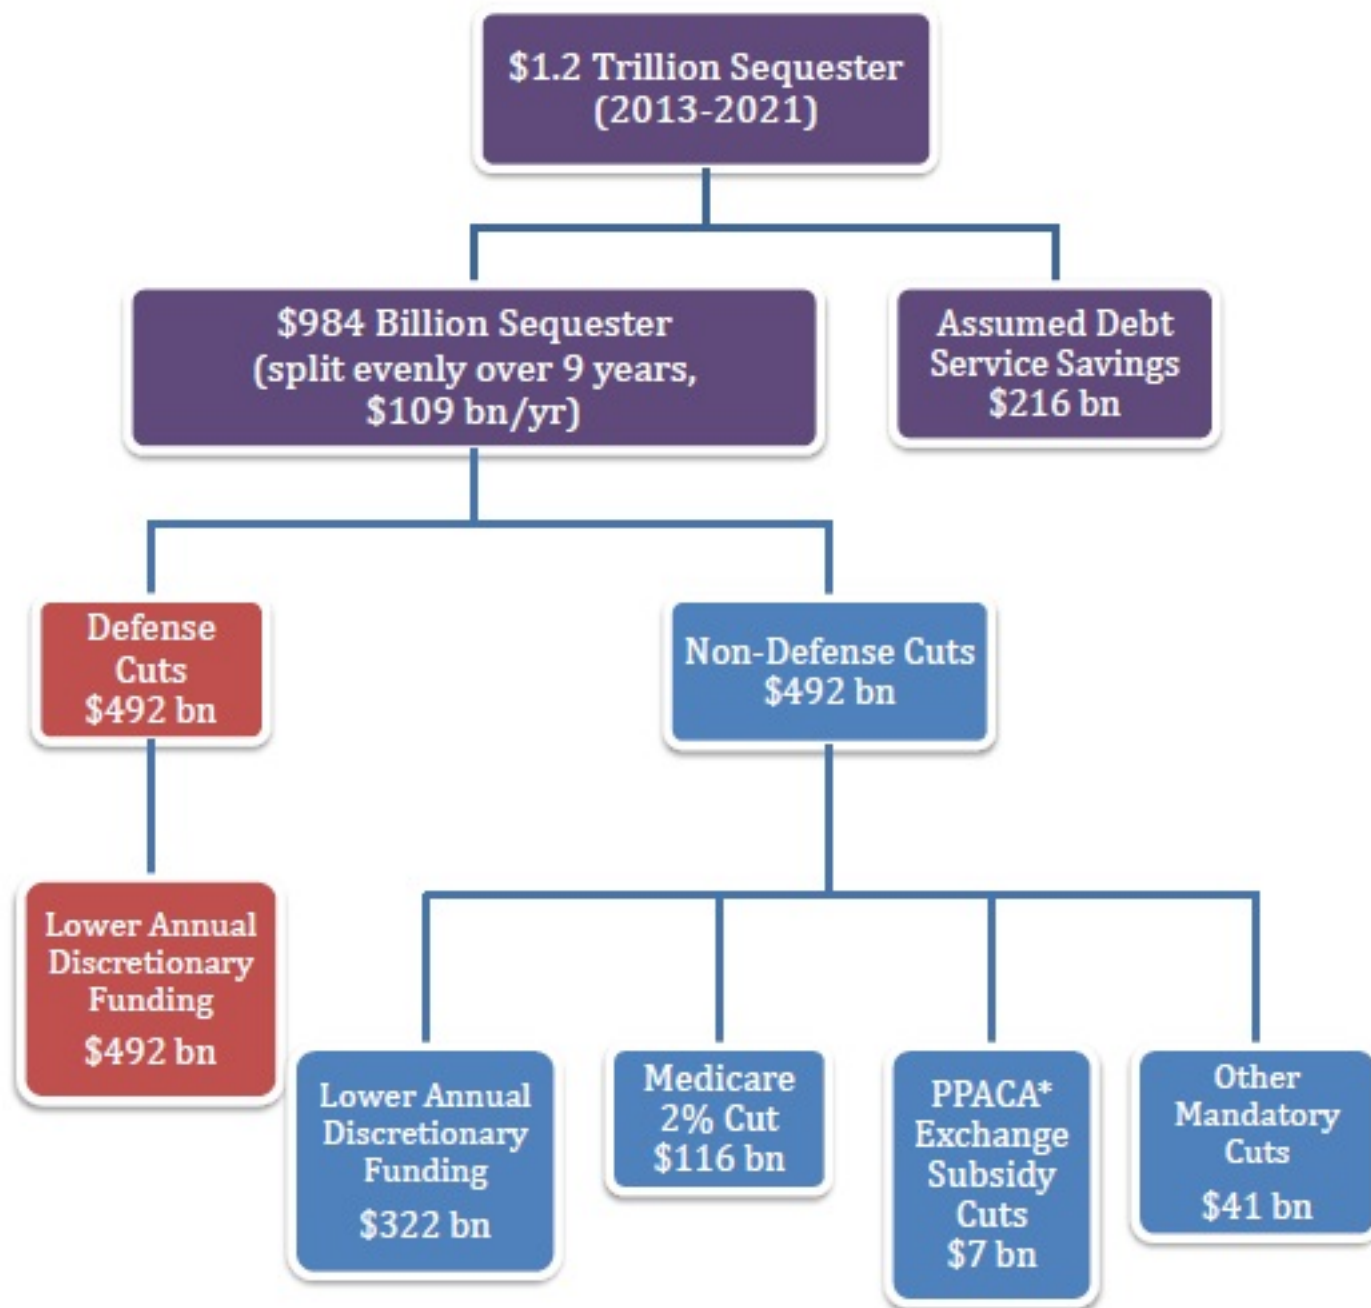 $1.2 Trillion Sequester
(2013-2021)
$984 Billion Sequester
(split evenly over 9 years,
$109 bn/yr)
Assumed Debt
Service Savings
$216 bn
Defense
Cuts
$492 bn
Non-Defense Cuts
$492 bn
Lower Annual
Discretionary
Funding
$492 bn
Lower Annual
Discretionary
Funding
$322 bn
Medicare
2% Cut
$116 bn
PPACA*
Exchange
Subsidy
Cuts
$7 bn
Other
Mandatory
Cuts
$41 bn